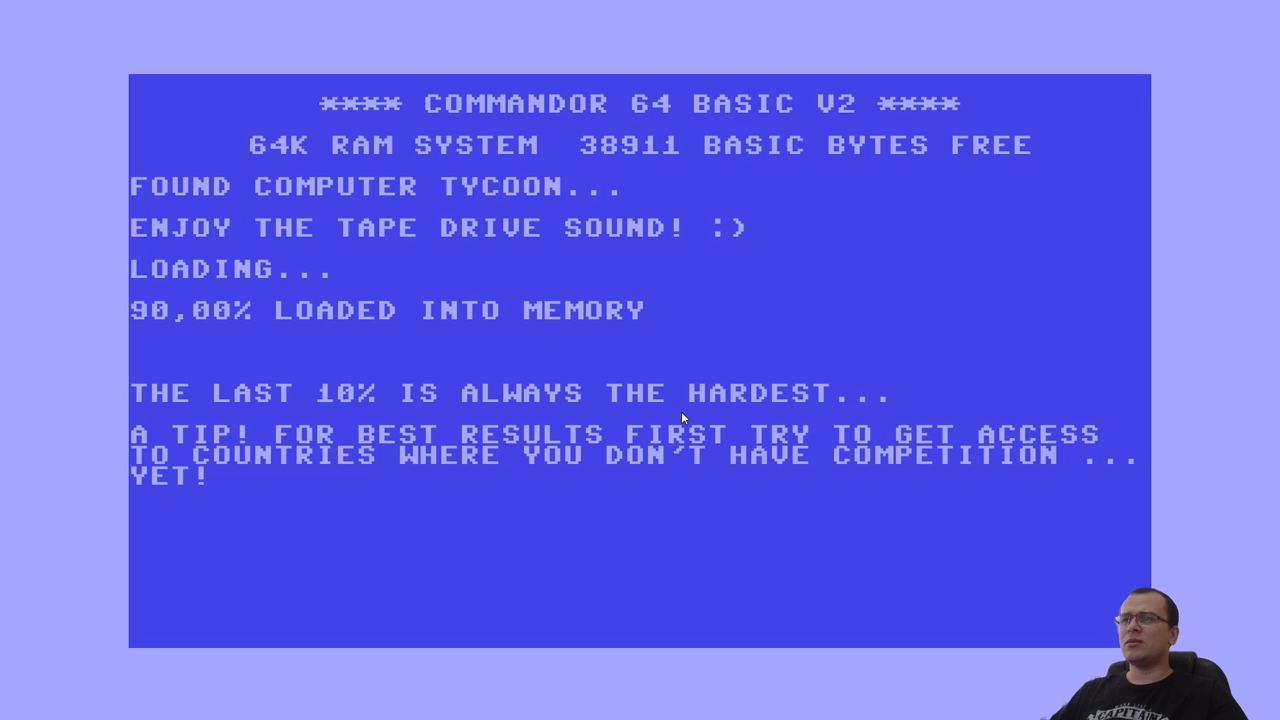 **** COMMANDOR 64 BASIC V2 ****
64K RAM SYSTEM 38911 BASIC BYTES FREE
FOUND COMPUTER TYCOON...
ENJOY THE TAPE DRIVE SOUND! :)
LOADING...
90,00% LOADED INTO MEMORY
THE LAST 10% IS ALWAYS THE HARDEST...
A TIP! FOR BEST RESULTS FIRST TRY TO GET ACCESS
TO COUNTRIES WHERE YOU DON'T HAVE COMPETITION ...
YET!
CAPITAIN